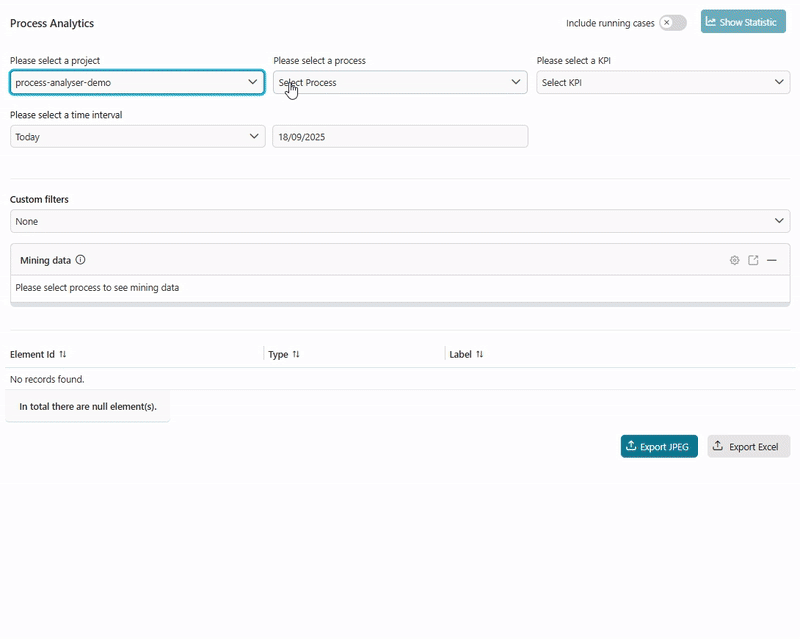 Process Analytics
Include running cases
Show Statistic
Please select a project
Please select a process
Please select a KPI
process-analyser-demo
Select Process
Select KPI
Please select a time interval
Today
18/09/2025
Custom filters
None
Mining data
Please select process to see mining data
Element Id
Type
Label
No records found.
In total there are null element(s).
Export JPEG
Export Excel